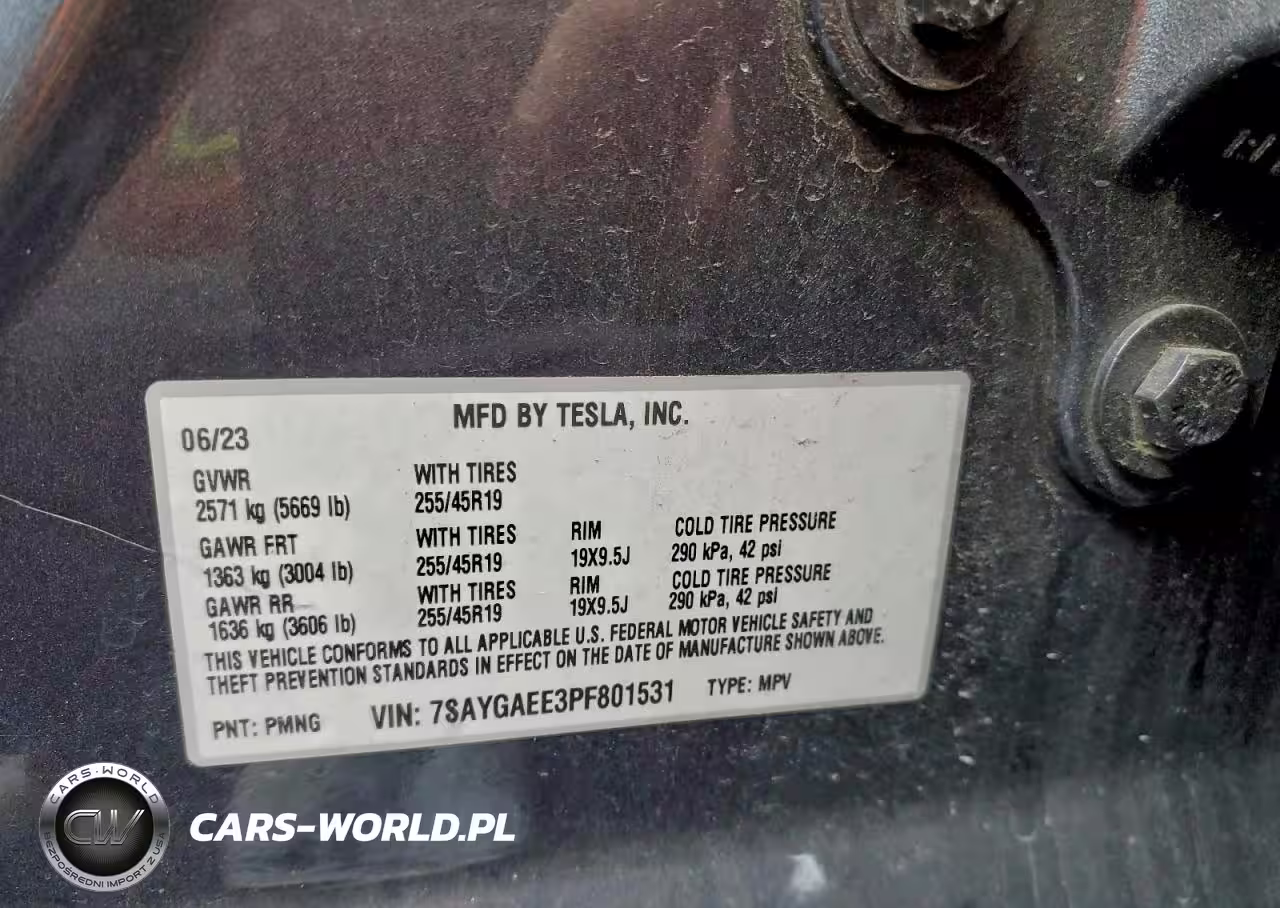 MFD BY TESLA, INC.
06/23
GVWR WITH TIRES
2571 kg (5669 lb) 255/45R19
GAWR FRT WITH TIRES RIM COLD TIRE PRESSURE
1363 kg (3004 lb) 255/45R19 19X9.5J 290 kPa, 42 psi
GAWR RR WITH TIRES RIM COLD TIRE PRESSURE
1636 kg (3606 lb) 255/45R19 19X9.5J 290 kPa, 42 psi
THIS VEHICLE CONFORMS TO ALL APPLICABLE U.S. FEDERAL MOTOR VEHICLE SAFETY AND
THEFT PREVENTION STANDARDS IN EFFECT ON THE DATE OF MANUFACTURE SHOWN ABOVE.
PNT: PMNG VIN: 7SAYGAEE3PF801531 TYPE: MPV
CARS-WORLD
CW
BEZPOŚREDNI IMPORT Z USA
CARS-WORLD.PL